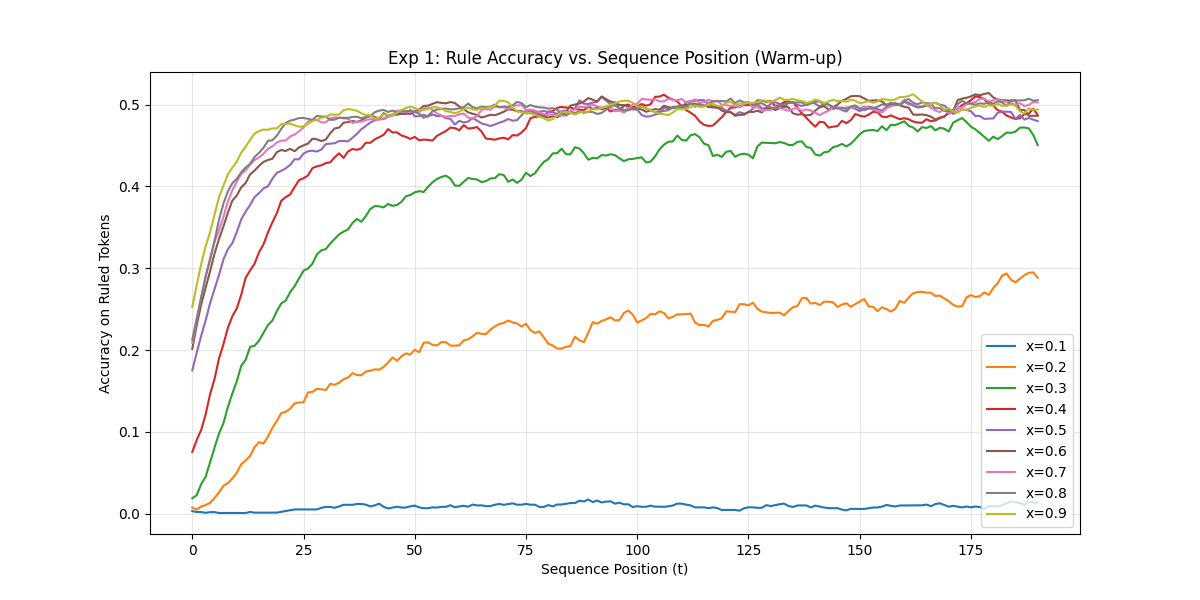 Exp 1: Rule Accuracy vs. Sequence Position (Warm-up)
Accuracy on Ruled Tokens
0.5
0.4
0.3
0.2
0.1
0.0
x=0.1
x=0.2
x=0.3
x=0.4
x=0.5
x=0.6
x=0.7
x=0.8
x=0.9
0 25 50 75 100 125 150 175
Sequence Position (t)